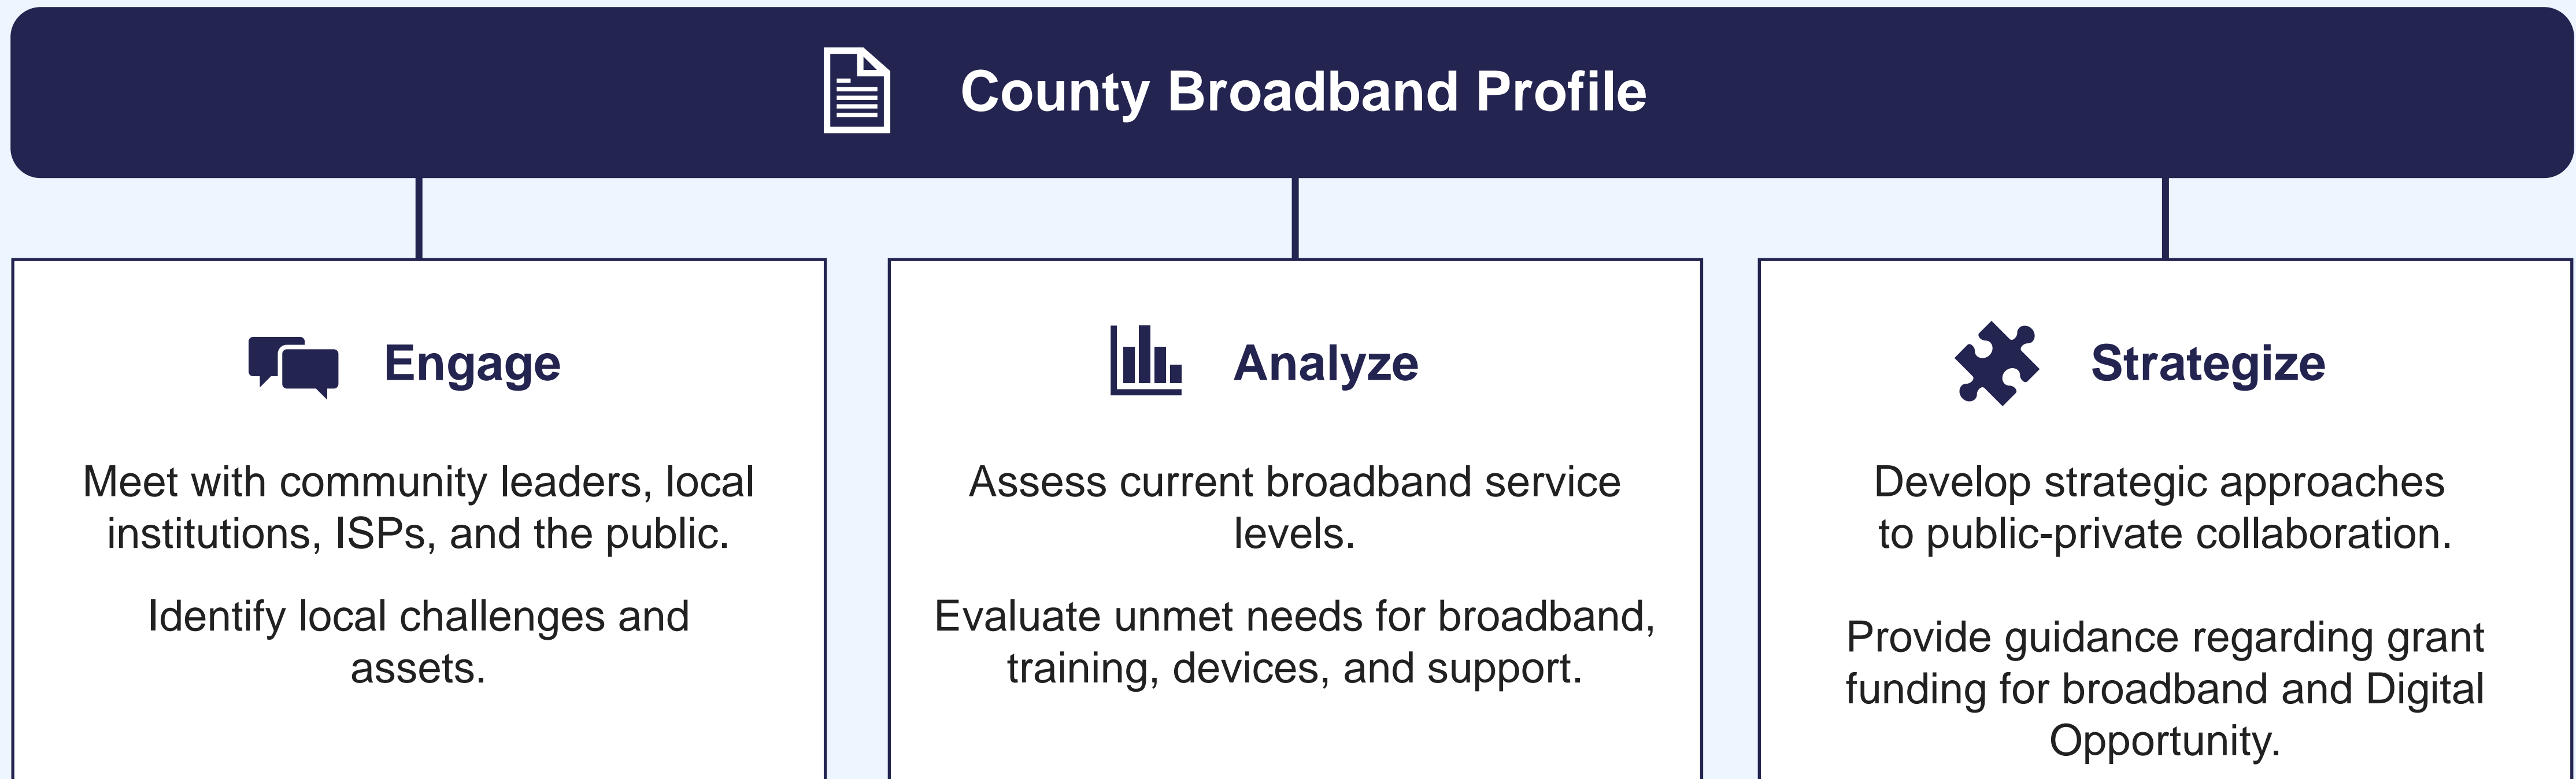 County Broadband Profile
Engage
Meet with community leaders, local
institutions, ISPs, and the public.
Identify local challenges and
assets.
Analyze
Assess current broadband service
levels.
Evaluate unmet needs for broadband,
training, devices, and support.
Strategize
Develop strategic approaches
to public-private collaboration.
Provide guidance regarding grant
funding for broadband and Digital
Opportunity.